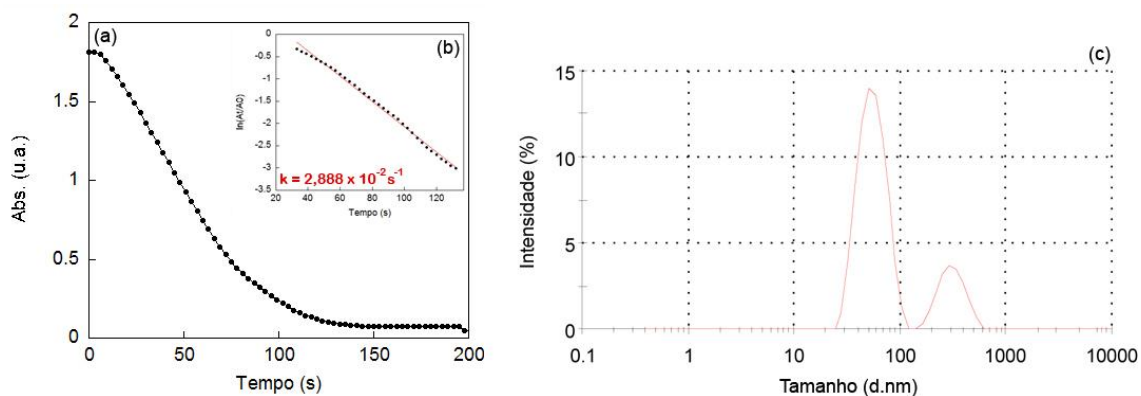 (a)
2
1.5
1
0.5
0
Abs. (u.a.)
0 50 100 150 200
Tempo (s)
(b)
0
-0.5
-1
-1.5
-2
-2.5
-3
-3.5
ln(At/A0)
k = 2,888 x 10⁻² s⁻¹
20 40 60 80 100 120
Tempo (s)
(c)
15
10
5
0
Intensidade (%)
0.1 1 10 100 1000 10000
Tamanho (d.nm)